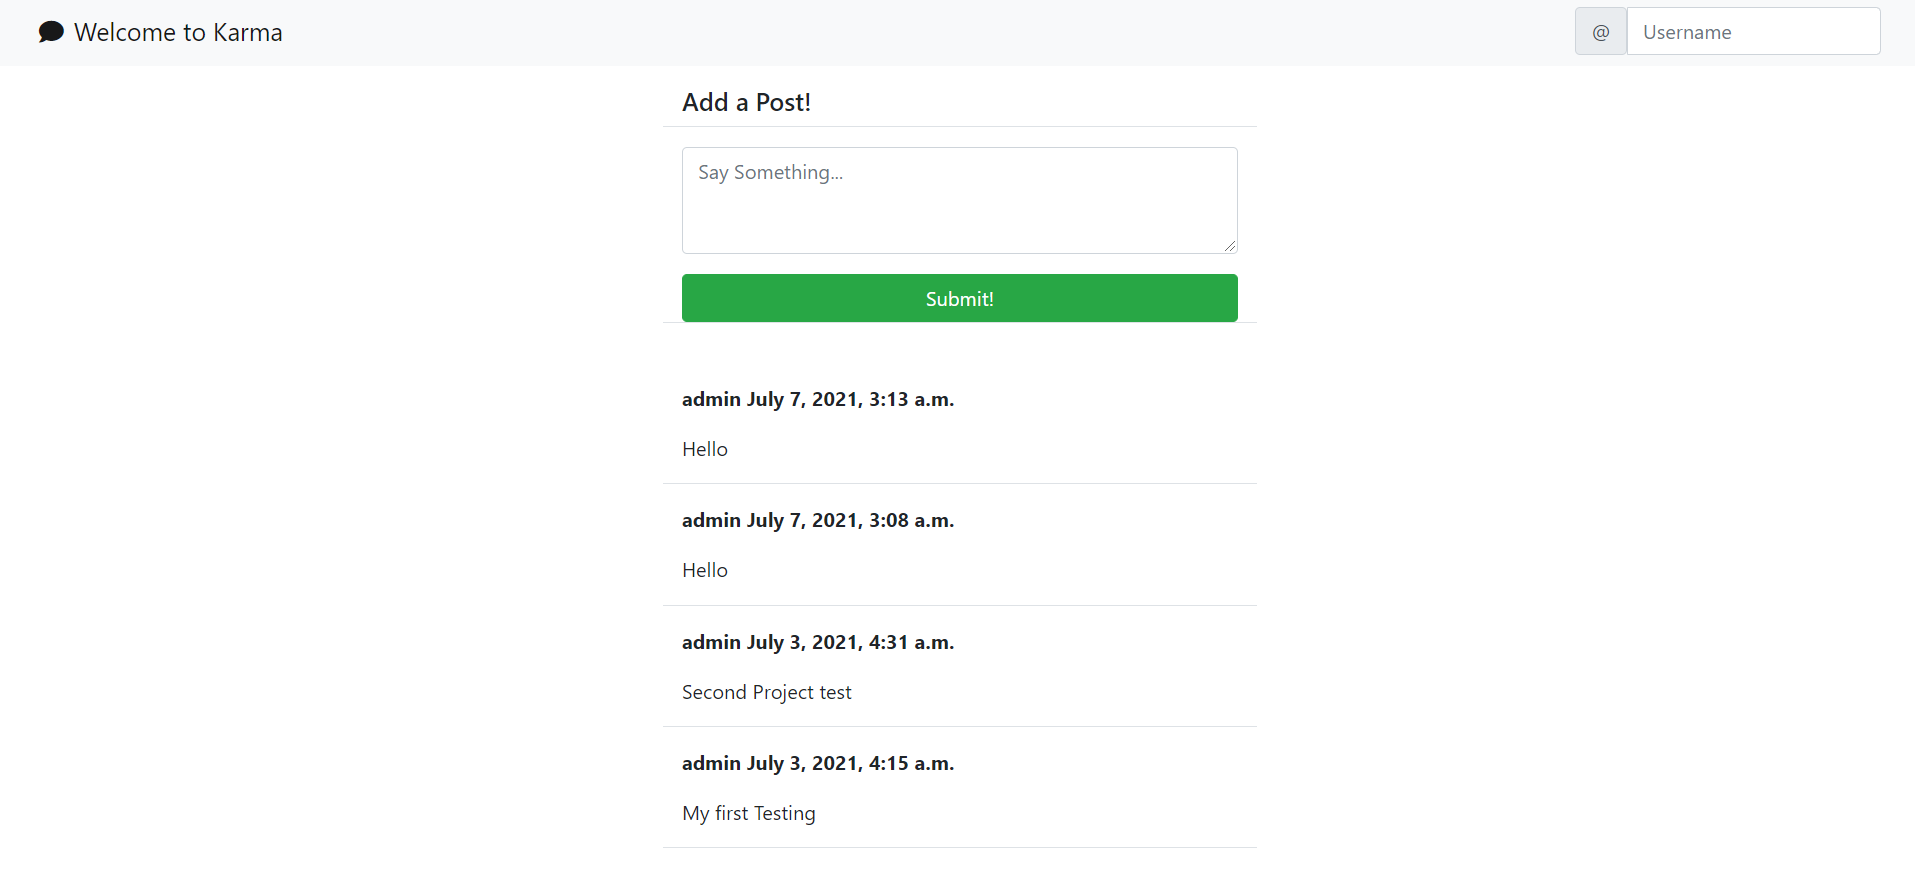 Welcome to Karma
@ Username
Add a Post!
Say Something...
Submit!
admin July 7, 2021, 3:13 a.m.
Hello
admin July 7, 2021, 3:08 a.m.
Hello
admin July 3, 2021, 4:31 a.m.
Second Project test
admin July 3, 2021, 4:15 a.m.
My first Testing